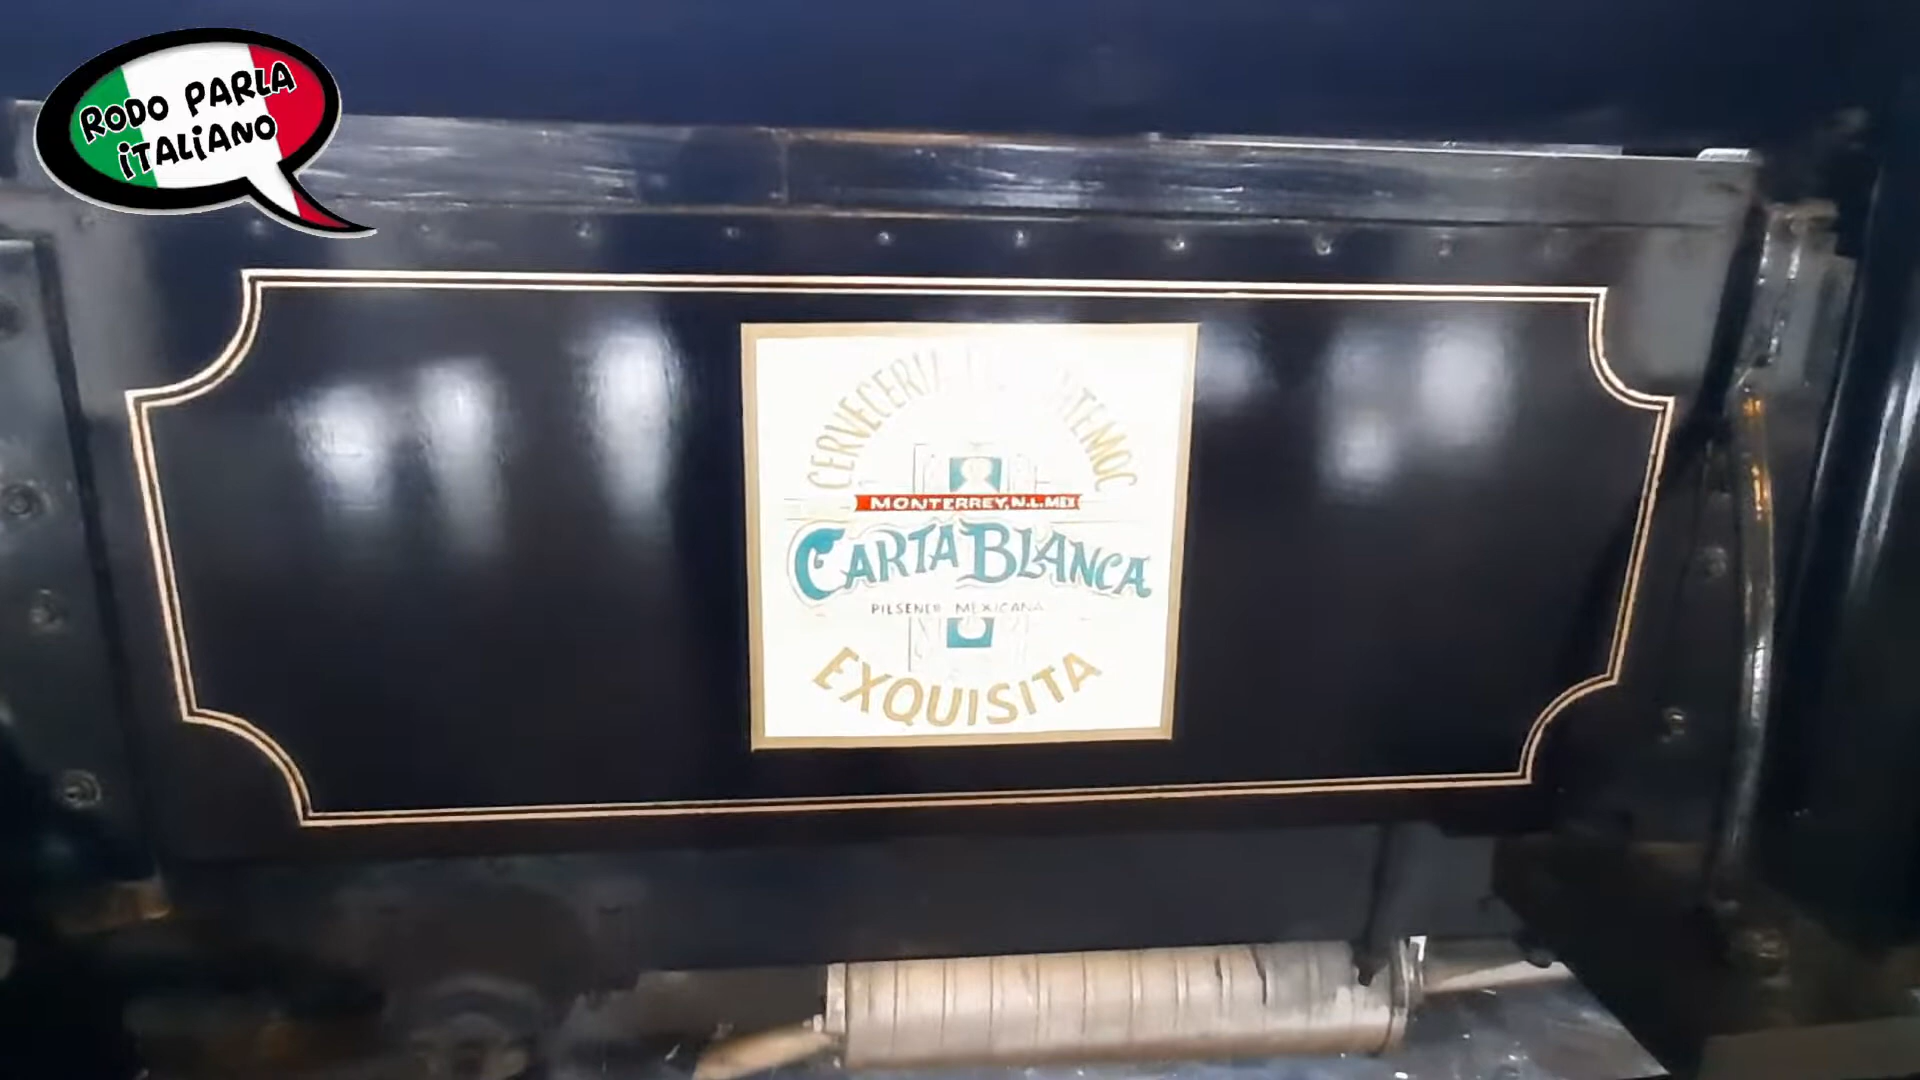 RODO PARLA
iTALiANO
CERVECERIA
MONTERREY, N.L. MEX
CARTA BLANCA
PILSENER MEXICANA
EXQUISITA